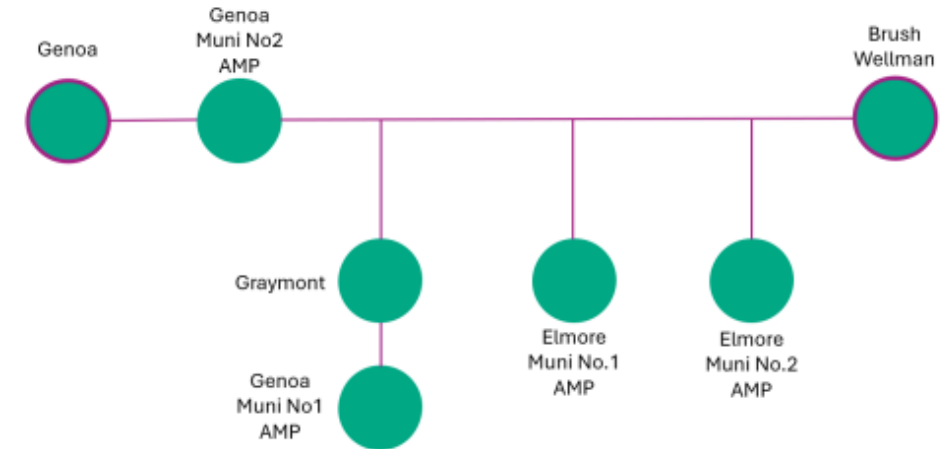 Genoa
Genoa
Muni No2
AMP
Brush
Wellman
Graymont
Genoa
Muni No1
AMP
Elmore
Muni No.1
AMP
Elmore
Muni No.2
AMP